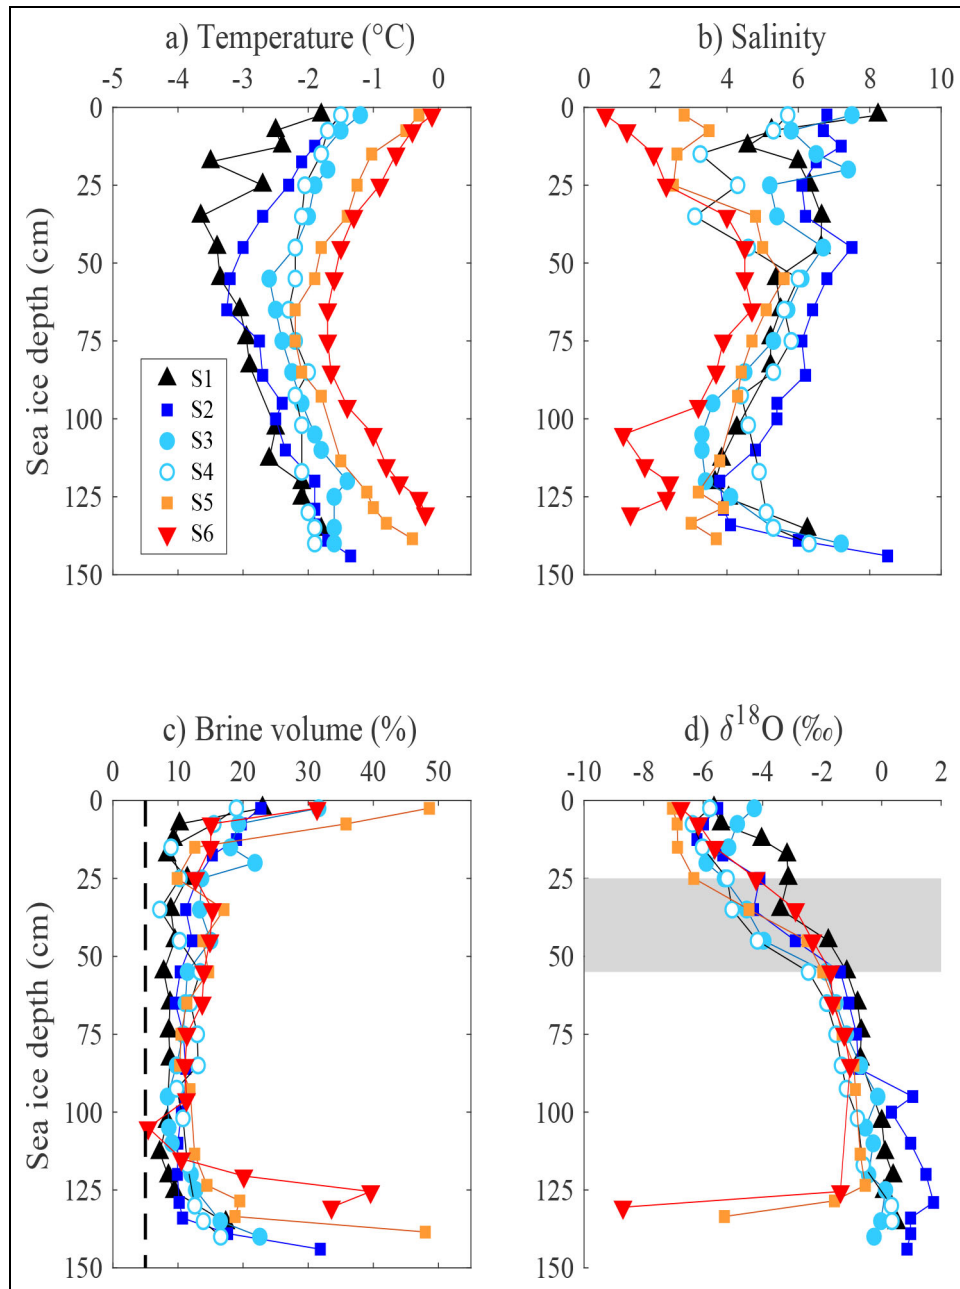 a) Temperature (°C)
-5 -4 -3 -2 -1 0
0
25
50
75
100
125
150
Sea ice depth (cm)
S1
S2
S3
S4
S5
S6
b) Salinity
0 2 4 6 8 10
0
25
50
75
100
125
150
c) Brine volume (%)
0 10 20 30 40 50
0
25
50
75
100
125
150
Sea ice depth (cm)
d) δ¹⁸O (‰)
-10 -8 -6 -4 -2 0 2
0
25
50
75
100
125
150